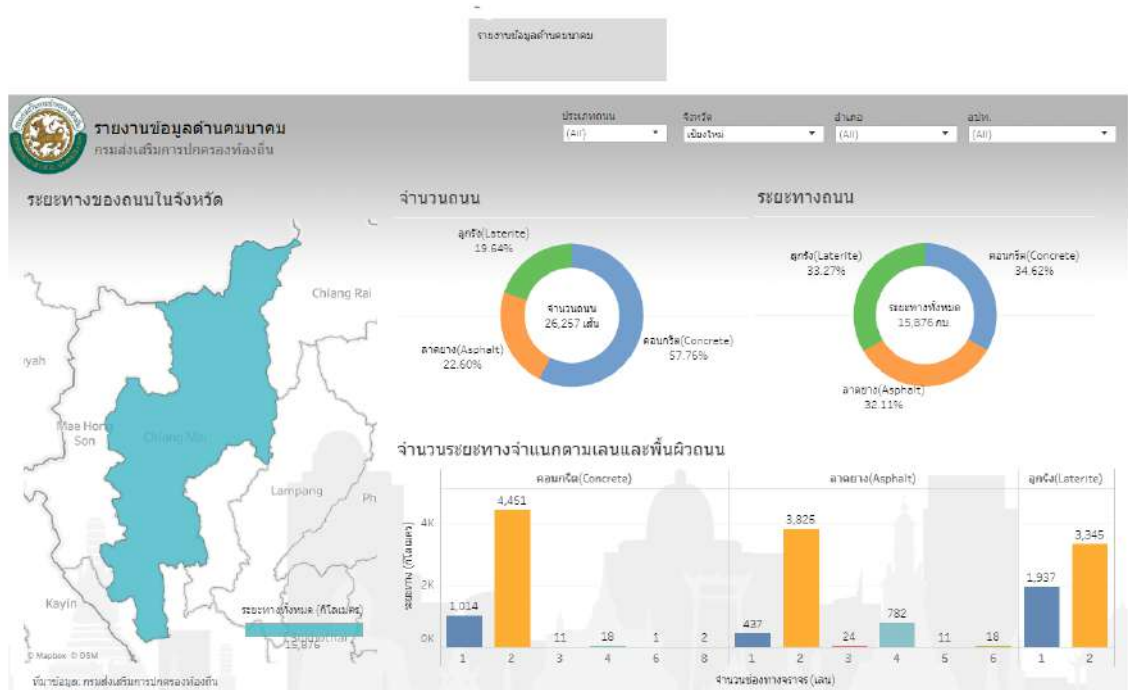 รายงานข้อมูลด้านคมนาคม
รายงานข้อมูลด้านคมนาคม
กรมส่งเสริมการปกครองท้องถิ่น
ประเภทถนน
(All)
จังหวัด
เชียงใหม่
อำเภอ
(All)
อปท.
(All)
ระยะทางของถนนในจังหวัด
จำนวนถนน
ระยะทางถนน
Chiang Rai
Mae Hong
Son
Chiang Mai
Lampang
Ph
Kayin
yah
ระยะทางทั้งหมด (กิโลเมตร)
Sukhothai
15,876
© Mapbox © OSM
ที่มาข้อมูล: กรมส่งเสริมการปกครองท้องถิ่น
ลูกรัง(Laterite)
19.64%
จำนวนถนน
26,257 เส้น
คอนกรีต(Concrete)
57.76%
ลาดยาง(Asphalt)
22.60%
ลูกรัง(Laterite)
33.27%
คอนกรีต(Concrete)
34.62%
ระยะทางทั้งหมด
15,876 กม
ลาดยาง(Asphalt)
32.11%
จำนวนระยะทางจำแนกตามเลนและพื้นผิวถนน
คอนกรีต(Concrete) ลาดยาง(Asphalt) ลูกรัง(Laterite)
ระยะทาง (กิโลเมตร)
4K
2K
0K
1,014 4,451 11 18 1 2 437 3,825 24 782 11 18 1,937 3,345
1 2 3 4 6 8 1 2 3 4 5 6 1 2
จำนวนช่องทางจราจร (เลน)